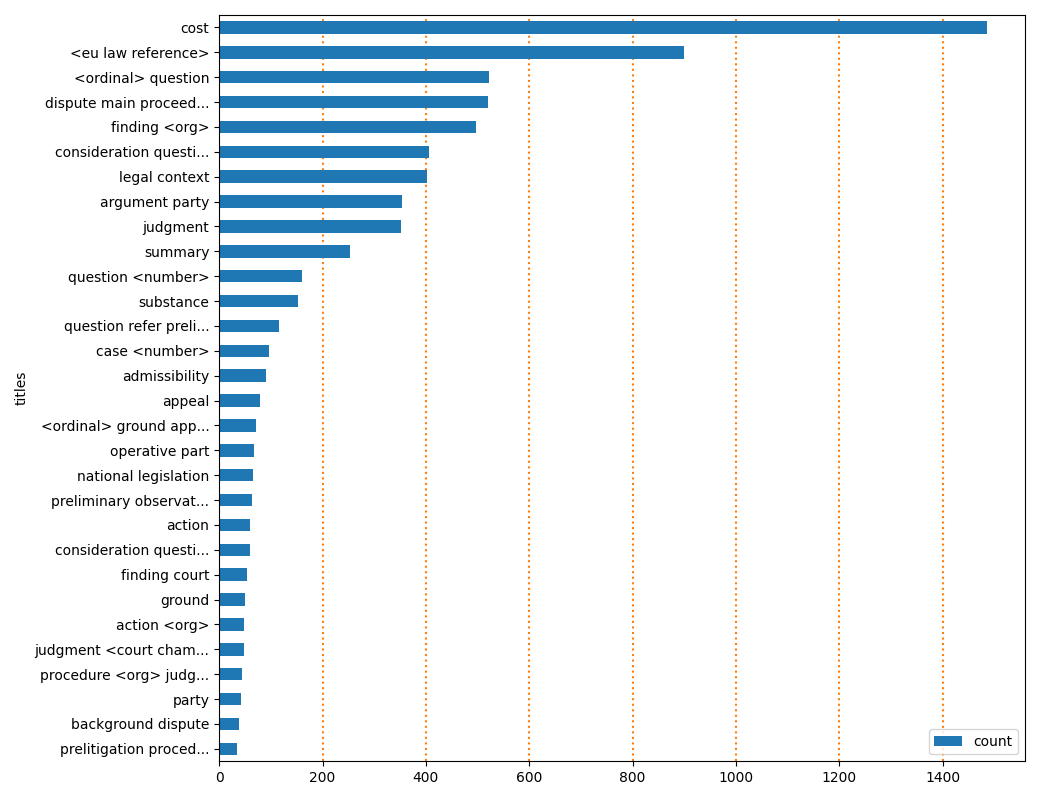 cost
<eu law reference>
<ordinal> question
dispute main proceed...
finding <org>
consideration questi...
legal context
argument party
judgment
summary
question <number>
substance
question refer preli...
case <number>
admissibility
appeal
<ordinal> ground app...
operative part
national legislation
preliminary observat...
action
consideration questi...
finding court
ground
action <org>
judgment <court cham...
procedure <org> judg...
party
background dispute
prelitigation proced...
titles
count
0 200 400 600 800 1000 1200 1400